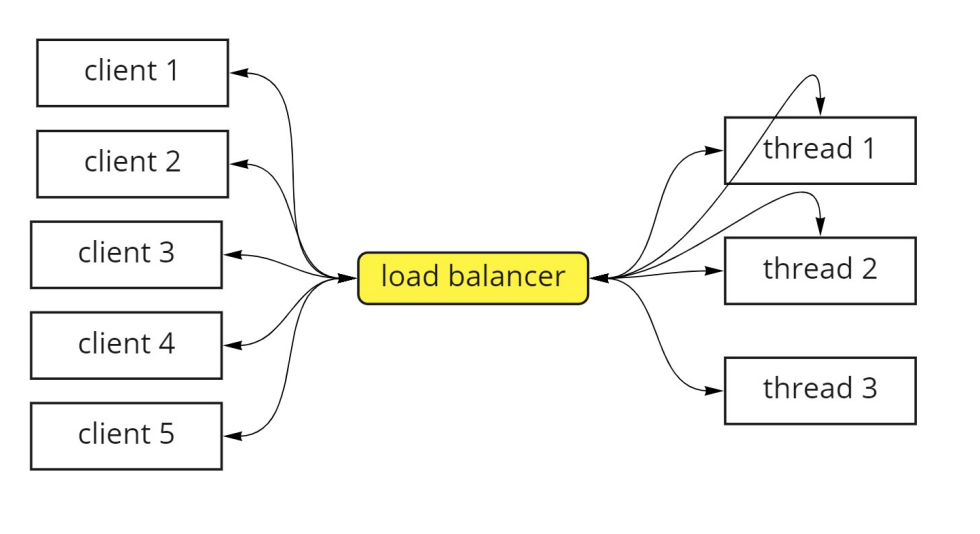 client 1
client 2
client 3
client 4
client 5
load balancer
thread 1
thread 2
thread 3